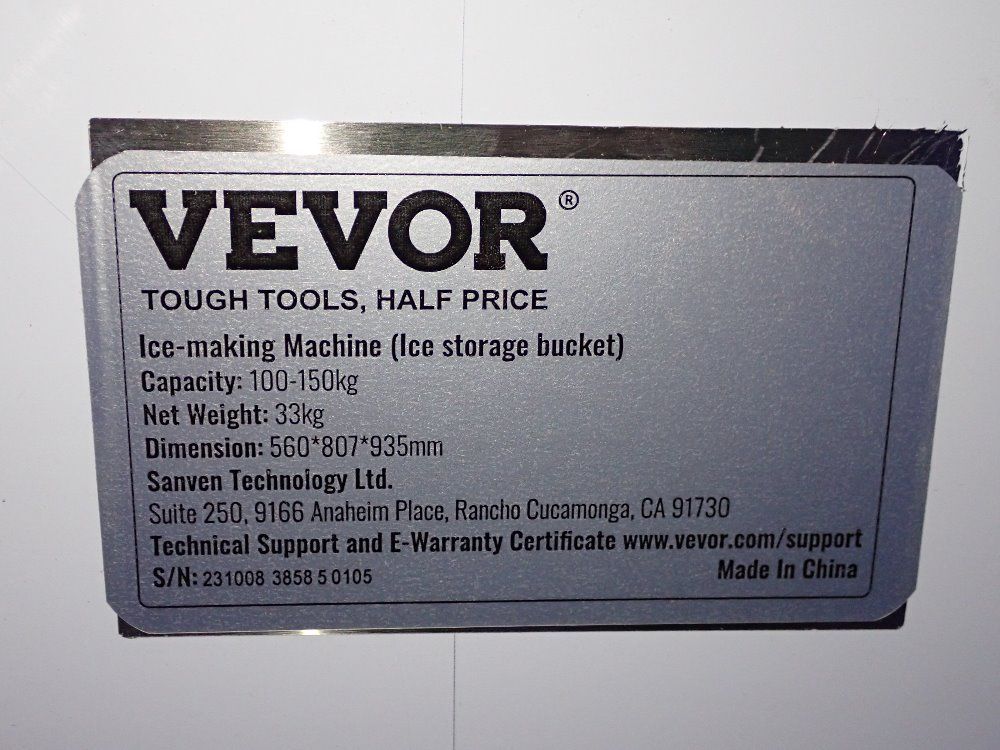 VEVOR®
TOUGH TOOLS, HALF PRICE
Ice-making Machine (Ice storage bucket)
Capacity: 100-150kg
Net Weight: 33kg
Dimension: 560*807*935mm
Sanven Technology Ltd.
Suite 250, 9166 Anaheim Place, Rancho Cucamonga, CA 91730
Technical Support and E-Warranty Certificate www.vevor.com/support
S/N: 231008 3858 5 0105 Made In China